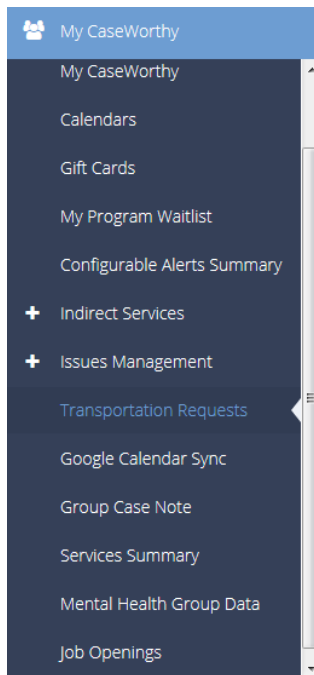 My CaseWorthy
My CaseWorthy
Calendars
Gift Cards
My Program Waitlist
Configurable Alerts Summary
Indirect Services
Issues Management
Transportation Requests
Google Calendar Sync
Group Case Note
Services Summary
Mental Health Group Data
Job Openings